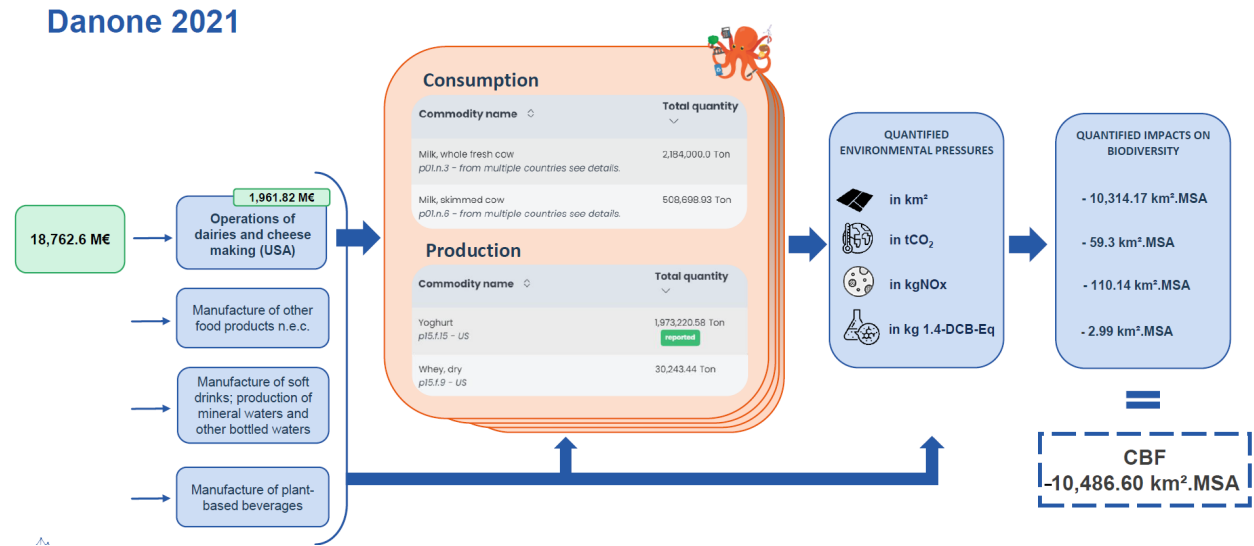 Danone 2021
18,762.6 M€
1,961.82 M€
Operations of
dairies and cheese
making (USA)
Manufacture of other
food products n.e.c.
Manufacture of soft
drinks; production of
mineral waters and
other bottled waters
Manufacture of plant-
based beverages
Consumption
Commodity name
Total quantity
Milk, whole fresh cow
p01.n.3 - from multiple countries see details.
2,184,000.0 Ton
Milk, skimmed cow
p01.n.6 - from multiple countries see details.
508,698.93 Ton
Production
Commodity name
Total quantity
Yoghurt
p15.f.15 - US
1,973,220.58 Ton
reported
Whey, dry
p15.f.9 - US
30,243.44 Ton
QUANTIFIED
ENVIRONMENTAL PRESSURES
in km²
in tCO₂
in kgNOx
in kg 1.4-DCB-Eq
QUANTIFIED IMPACTS ON
BIODIVERSITY
- 10,314.17 km².MSA
- 59.3 km².MSA
- 110.14 km².MSA
- 2.99 km².MSA
CBF
-10,486.60 km².MSA